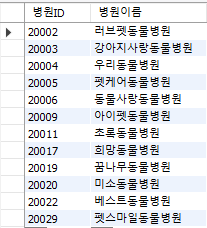 병원ID 병원이름
20002 러브펫동물병원
20003 강아지사랑동물병원
20004 우리동물병원
20005 펫케어동물병원
20006 동물사랑동물병원
20009 아이펫동물병원
20011 초록동물병원
20017 희망동물병원
20019 꿈나무동물병원
20020 미소동물병원
20022 베스트동물병원
20029 펫스마일동물병원